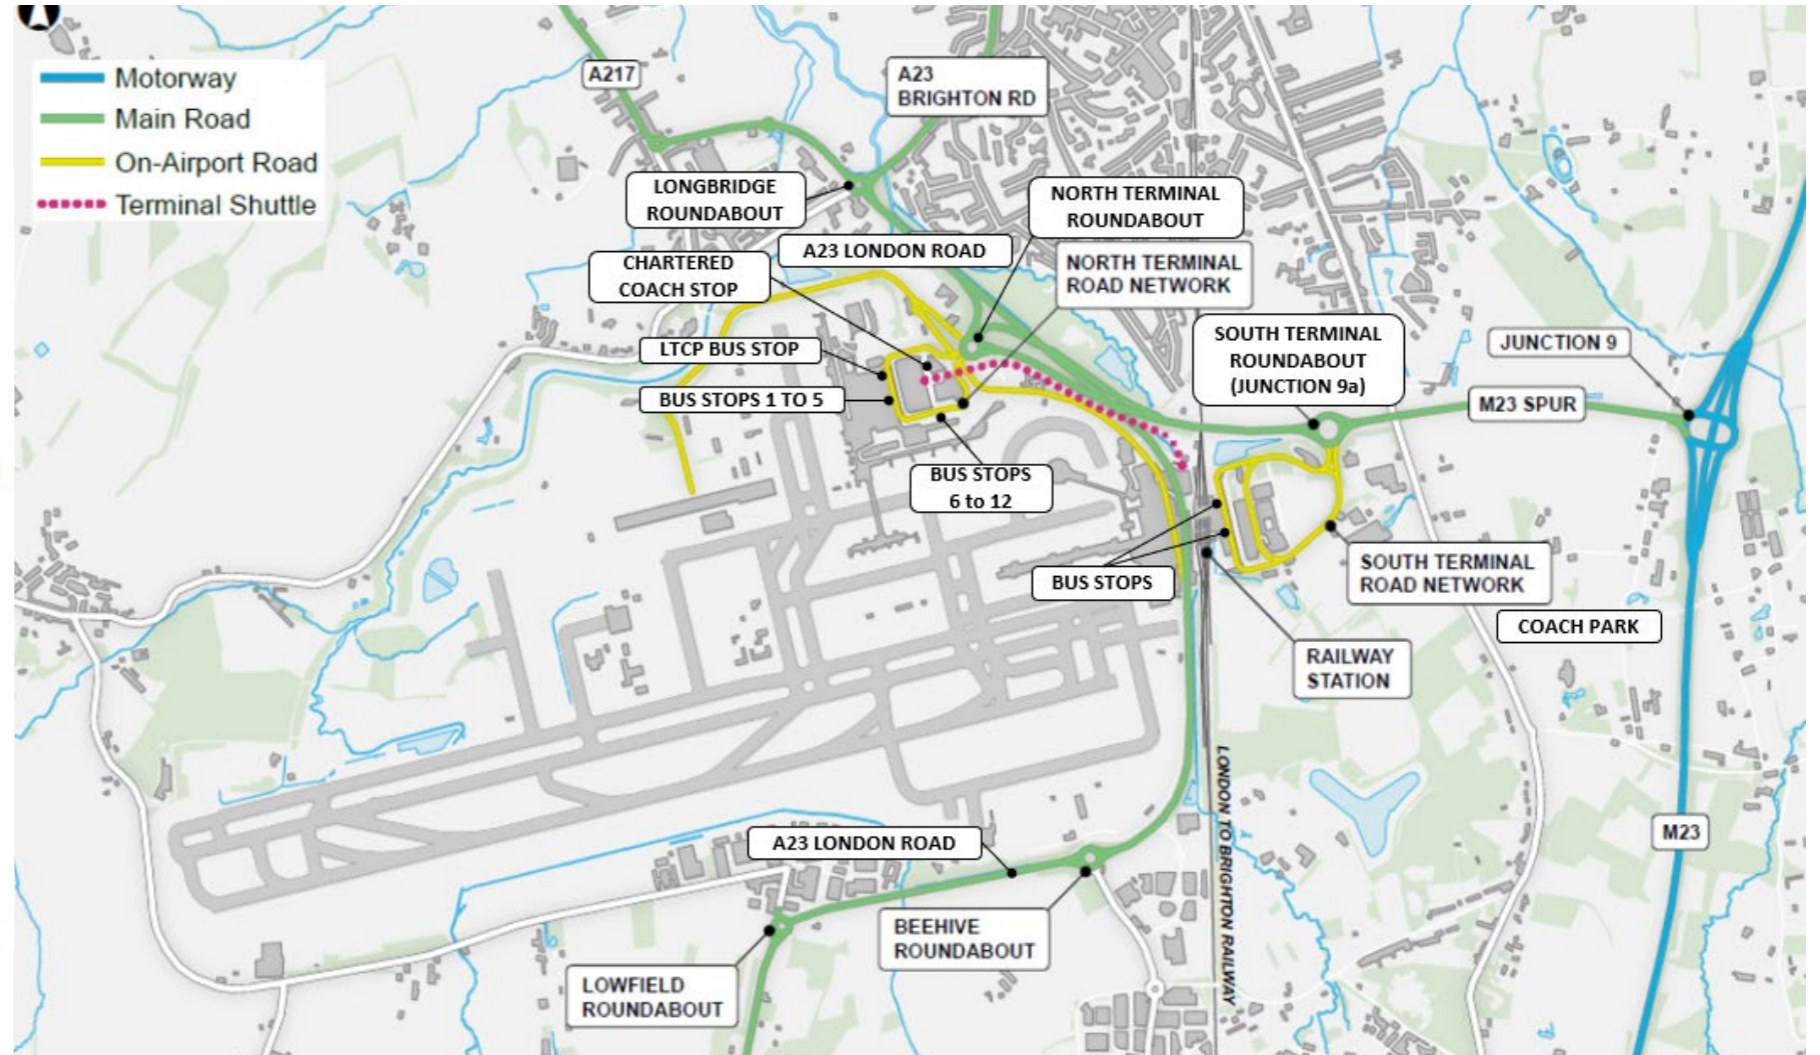 Motorway
Main Road
On-Airport Road
Terminal Shuttle
A217
A23
BRIGHTON RD
LONGBRIDGE
ROUNDABOUT
NORTH TERMINAL
ROUNDABOUT
A23 LONDON ROAD
CHARTERED
COACH STOP
NORTH TERMINAL
ROAD NETWORK
LTCP BUS STOP
SOUTH TERMINAL
ROUNDABOUT
(JUNCTION 9a)
JUNCTION 9
BUS STOPS 1 TO 5
M23 SPUR
BUS STOPS
6 to 12
BUS STOPS
SOUTH TERMINAL
ROAD NETWORK
COACH PARK
RAILWAY
STATION
LONDON TO BRIGHTON RAILWAY
M23
A23 LONDON ROAD
BEEHIVE
ROUNDABOUT
LOWFIELD
ROUNDABOUT